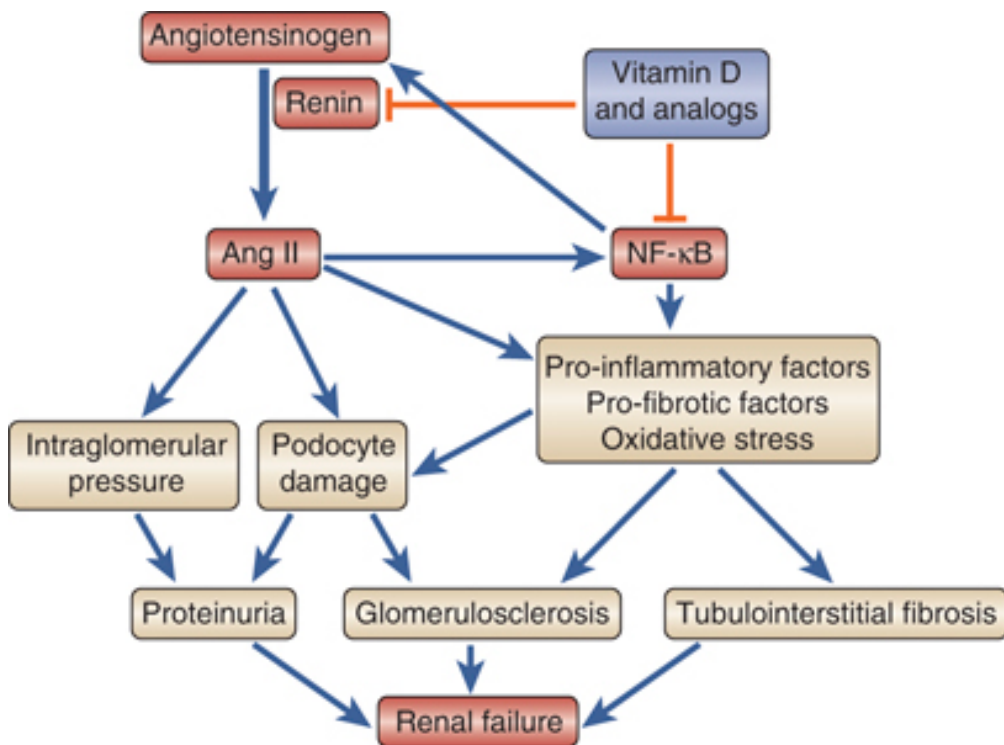 Angiotensinogen
Renin
Vitamin D
and analogs
Ang II
NF-κB
Pro-inflammatory factors
Pro-fibrotic factors
Oxidative stress
Intraglomerular
pressure
Podocyte
damage
Proteinuria
Glomerulosclerosis
Tubulointerstitial fibrosis
Renal failure